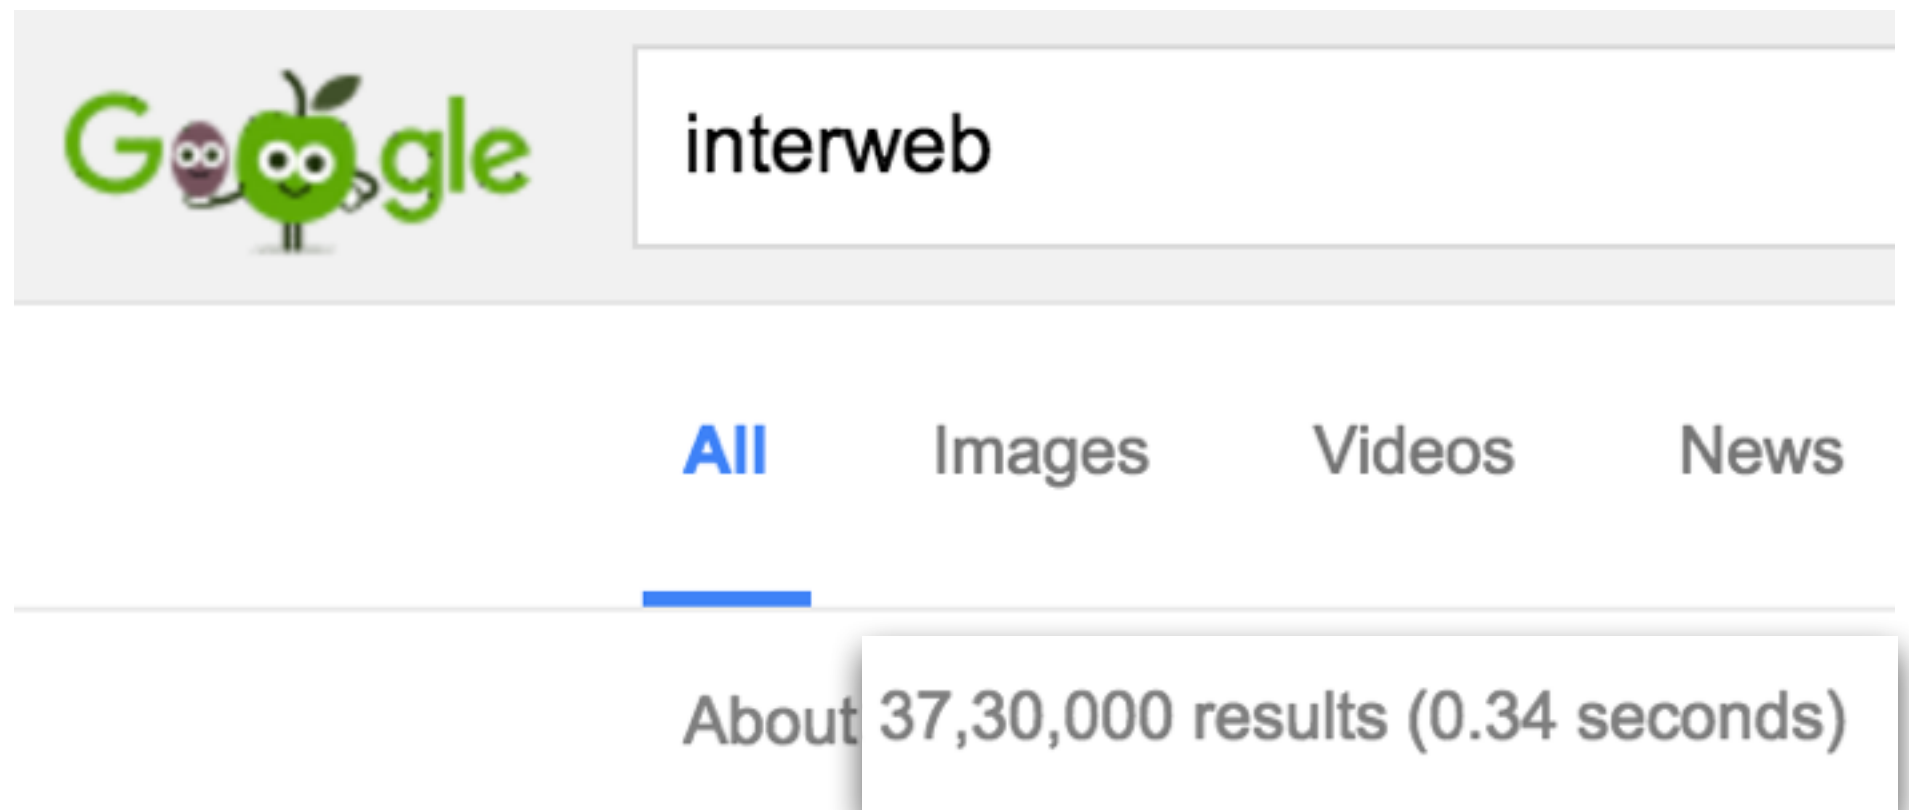 Google
interweb
All Images Videos News
About 37,30,000 results (0.34 seconds)